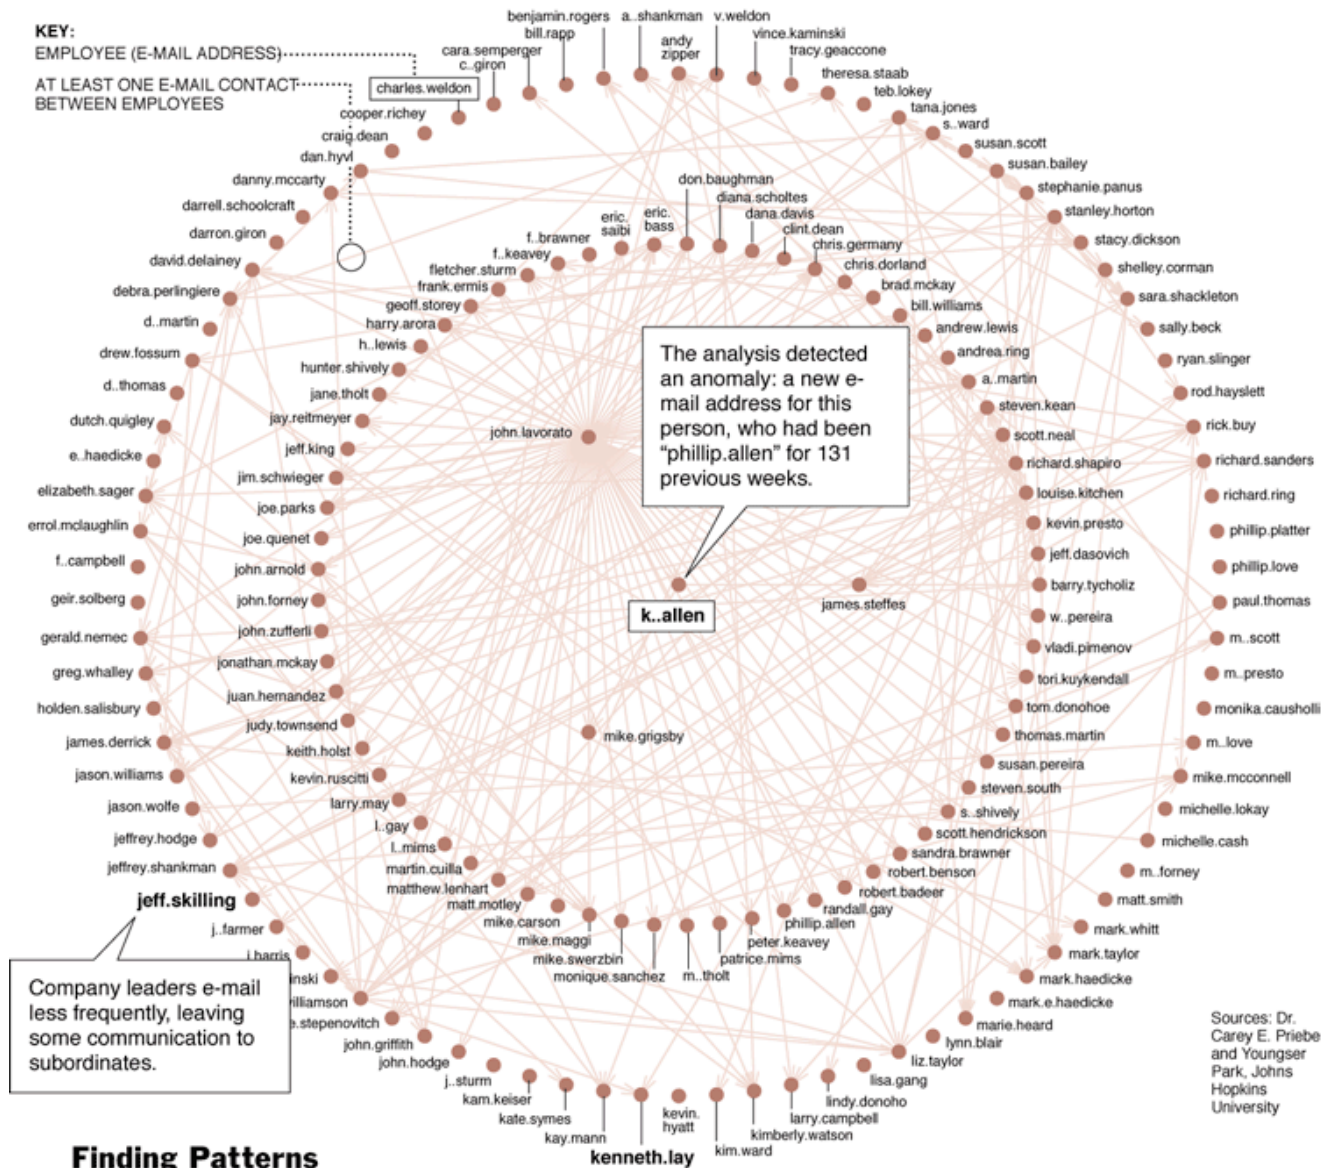 KEY:
EMPLOYEE (E-MAIL ADDRESS)
AT LEAST ONE E-MAIL CONTACT
BETWEEN EMPLOYEES
benjamin.rogers
a..shankman
v.weldon
bill.rapp
andy
zipper
vince.kaminski
cara.semperger
tracy.geaccone
c..giron
theresa.staab
charles.weldon
teb.lokey
cooper.richey
tana.jones
craig.dean
s..ward
dan.hyvl
susan.scott
danny.mccarty
susan.bailey
darrell.schoolcraft
stephanie.panus
darron.giron
stanley.horton
david.delainey
stacy.dickson
debra.perlingiere
shelley.corman
d..martin
sara.shackleton
drew.fossum
sally.beck
d..thomas
ryan.slinger
dutch.quigley
rod.hayslett
e..haedicke
rick.buy
elizabeth.sager
richard.sanders
errol.mclaughlin
richard.ring
f..campbell
phillip.platter
geir.solberg
phillip.love
gerald.nemec
paul.thomas
greg.whalley
m..scott
holden.salisbury
m..presto
james.derrick
monika.causholli
jason.williams
m..love
jason.wolfe
mike.mcconnell
jeffrey.hodge
michelle.lokay
jeffrey.shankman
michelle.cash
jeff.skilling
m..forney
j..farmer
matt.smith
j.harris
mark.whitt
inski
mark.taylor
illiamson
mark.haedicke
e.stepenovitch
mark.e.haedicke
john.griffith
marie.heard
john.hodge
lynn.blair
j..sturm
liz.taylor
kam.keiser
lisa.gang
kate.symes
lindy.donoho
kay.mann
larry.campbell
kenneth.lay
kimberly.watson
kevin.
hyatt
kim.ward
don.baughman
diana.scholtes
dana.davis
clint.dean
chris.germany
chris.dorland
brad.mckay
bill.williams
andrew.lewis
andrea.ring
a..martin
steven.kean
scott.neal
richard.shapiro
louise.kitchen
kevin.presto
jeff.dasovich
barry.tycholiz
w..pereira
vladi.pimenov
tori.kuykendall
tom.donohoe
thomas.martin
susan.pereira
steven.south
s..shively
scott.hendrickson
sandra.brawner
robert.benson
robert.badeer
randall.gay
phillip.allen
peter.keavey
patrice.mims
m..tholt
monique.sanchez
mike.swerzbin
mike.maggi
mike.carson
matt.motley
matthew.lenhart
martin.cuilla
l..mims
l..gay
larry.may
kevin.ruscitti
keith.holst
judy.townsend
juan.hernandez
jonathan.mckay
john.zufferli
john.forney
john.arnold
joe.quenet
joe.parks
jim.schwieger
jeff.king
jay.reitmeyer
jane.tholt
hunter.shively
h..lewis
harry.arora
geoff.storey
frank.ermis
fletcher.sturm
f..keavey
f..brawner
eric.
saibi
eric.
bass
john.lavorato
The analysis detected
an anomaly: a new e-
mail address for this
person, who had been
“phillip.allen” for 131
previous weeks.
k..allen
james.steffes
mike.grigsby
Company leaders e-mail
less frequently, leaving
some communication to
subordinates.
Sources: Dr.
Carey E. Priebe
and Youngser
Park, Johns
Hopkins
University
Finding Patterns